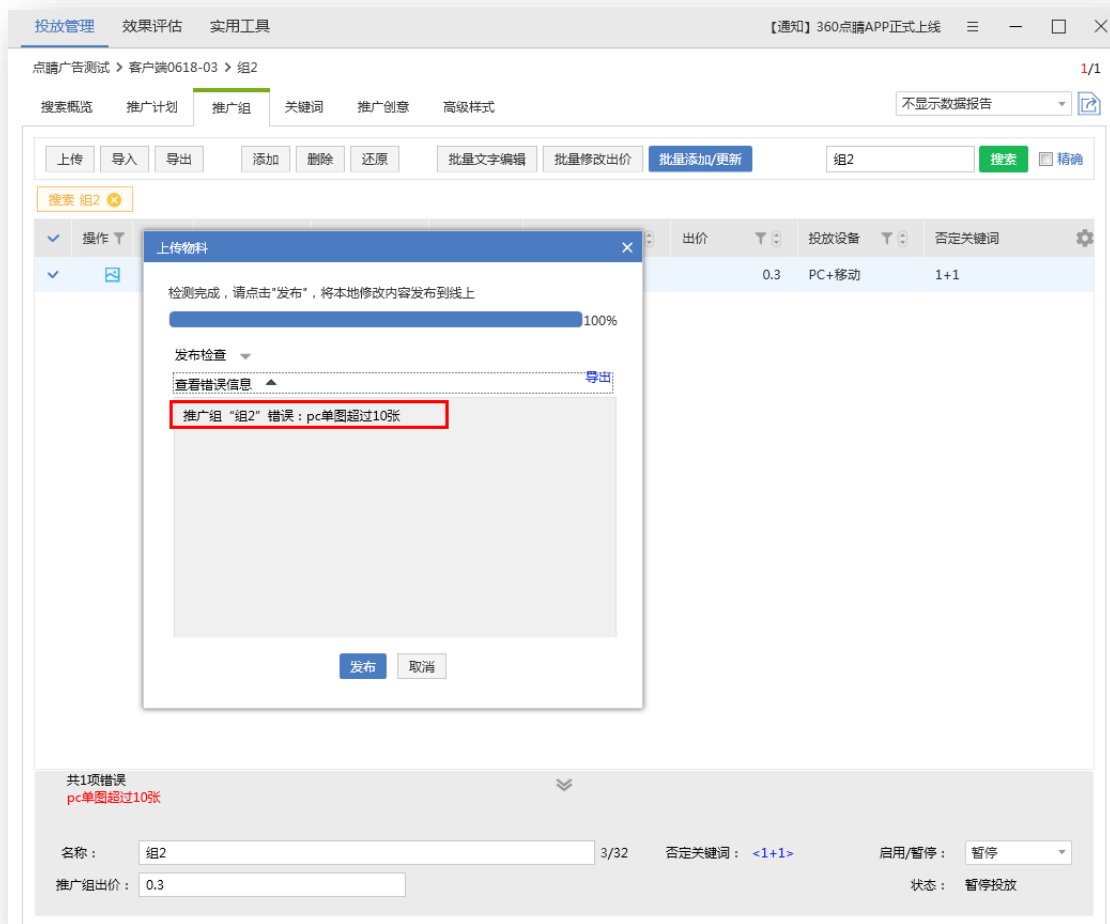 投放管理 效果评估 实用工具 【通知】360点睛APP正式上线
点睛广告测试 > 客户端0618-03 > 组2 1/1
搜索概览 推广计划 推广组 关键词 推广创意 高级样式 不显示数据报告
上传 导入 导出 添加 删除 还原 批量文字编辑 批量修改出价 批量添加/更新 组2 搜索 精确
搜索 组2
操作 出价 投放设备 否定关键词
0.3 PC+移动 1+1
上传物料
检测完成，请点击"发布"，将本地修改内容发布到线上
100%
发布检查
查看错误信息 导出
推广组“组2”错误：pc单图超过10张
发布 取消
共1项错误
pc单图超过10张
名称： 组2 3/32 否定关键词： <1+1> 启用/暂停： 暂停
推广组出价： 0.3 状态： 暂停投放